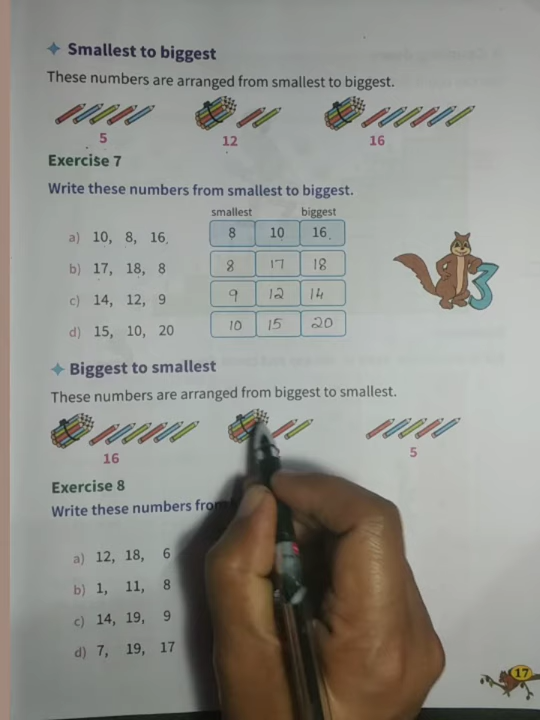 Smallest to biggest
These numbers are arranged from smallest to biggest.
5 12 16
Exercise 7
Write these numbers from smallest to biggest.
smallest biggest
a) 10, 8, 16 8 10 16
b) 17, 18, 8 8 17 18
c) 14, 12, 9 9 12 14
d) 15, 10, 20 10 15 20
3
Biggest to smallest
These numbers are arranged from biggest to smallest.
16 5
Exercise 8
Write these numbers
a) 12, 18, 6
b) 1, 11, 8
c) 14, 19, 9
d) 7, 19, 17
17